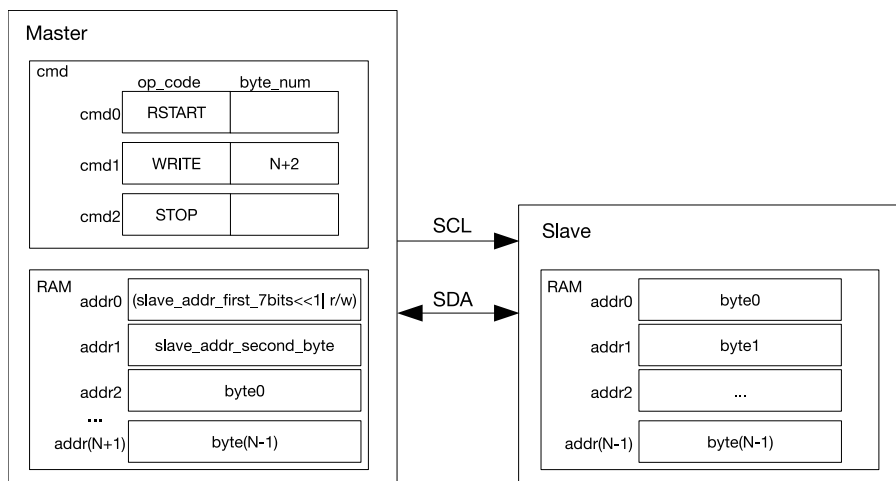 Master
cmd
op_code byte_num
cmd0 RSTART
cmd1 WRITE N+2
cmd2 STOP
RAM
addr0 (slave_addr_first_7bits<<1| r/w)
addr1 slave_addr_second_byte
addr2 byte0
...
addr(N+1) byte(N-1)
SCL
SDA
Slave
RAM
addr0 byte0
addr1 byte1
addr2 ...
addr(N-1) byte(N-1)